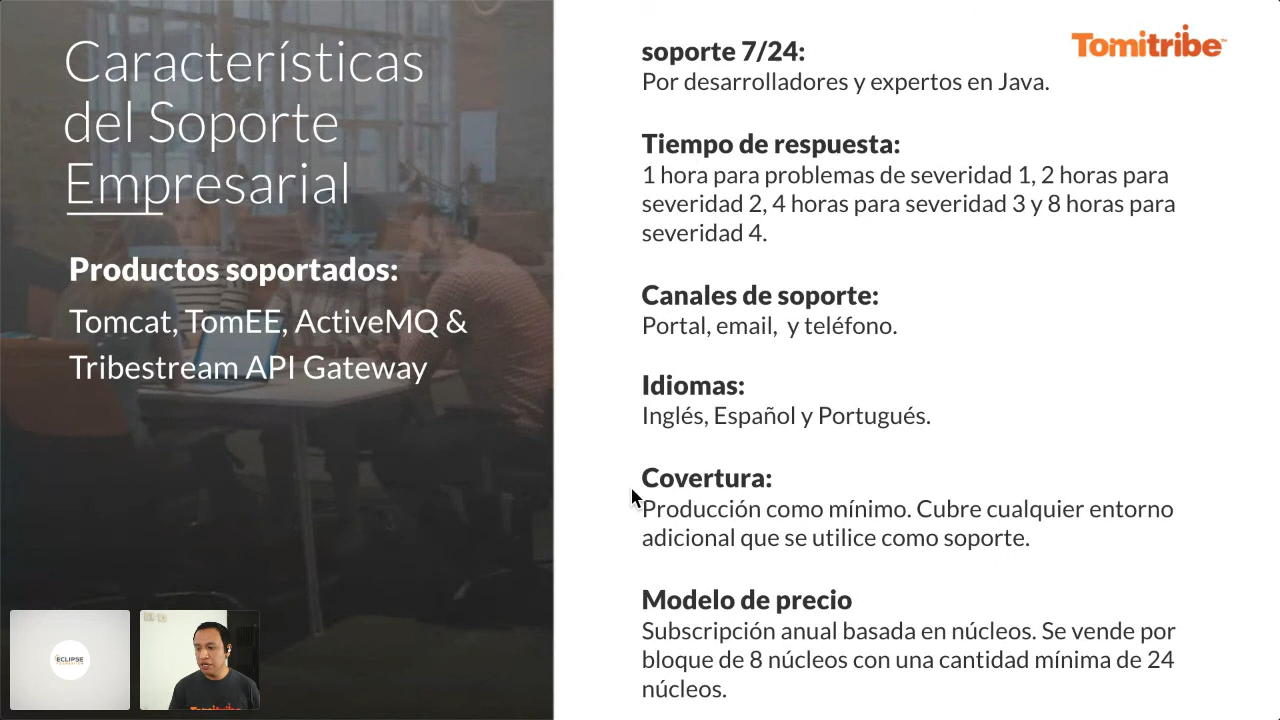 Características
del Soporte
Empresarial
Productos soportados:
Tomcat, TomEE, ActiveMQ &
Tribestream API Gateway
Tomitribe™
soporte 7/24:
Por desarrolladores y expertos en Java.
Tiempo de respuesta:
1 hora para problemas de severidad 1, 2 horas para
severidad 2, 4 horas para severidad 3 y 8 horas para
severidad 4.
Canales de soporte:
Portal, email,  y teléfono.
Idiomas:
Inglés, Español y Portugués.
Covertura:
Producción como mínimo. Cubre cualquier entorno
adicional que se utilice como soporte.
Modelo de precio
Subscripción anual basada en núcleos. Se vende por
bloque de 8 núcleos con una cantidad mínima de 24
núcleos.
ECLIPSE
FOUNDATION
Tomitribe